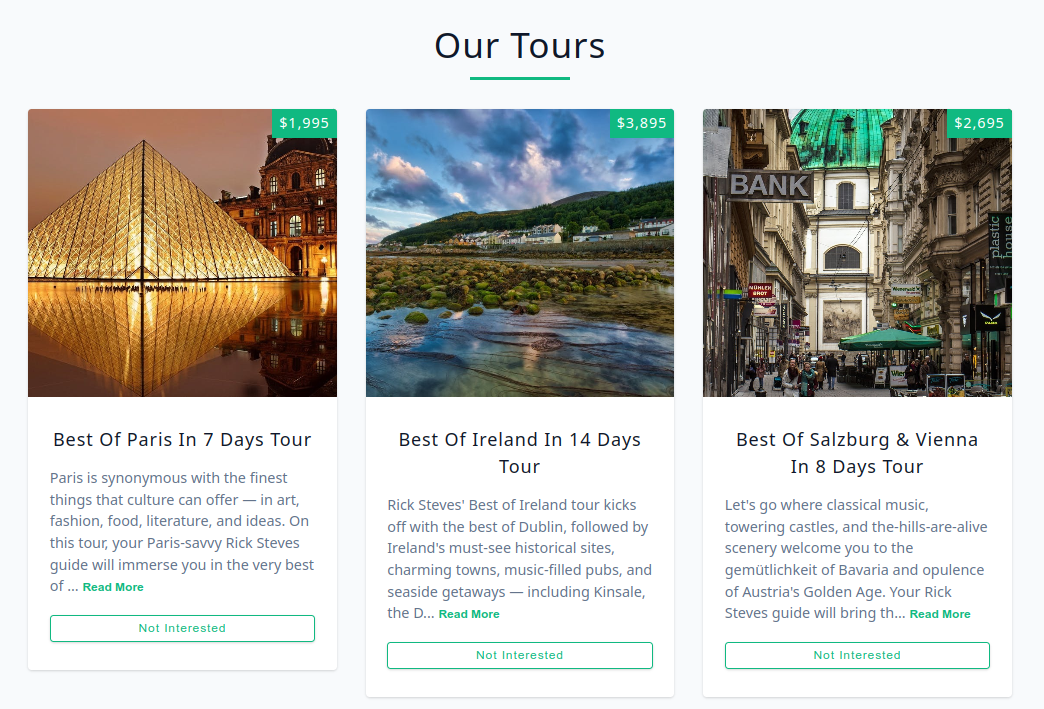 Our Tours
$1,995
$3,895
$2,695
BANK
plastic
house
MÜHLEN
BROT
Wien
Best Of Paris In 7 Days Tour
Paris is synonymous with the finest
things that culture can offer — in art,
fashion, food, literature, and ideas. On
this tour, your Paris-savvy Rick Steves
guide will immerse you in the very best
of ... Read More
Not Interested
Best Of Ireland In 14 Days
Tour
Rick Steves' Best of Ireland tour kicks
off with the best of Dublin, followed by
Ireland's must-see historical sites,
charming towns, music-filled pubs, and
seaside getaways — including Kinsale,
the D... Read More
Not Interested
Best Of Salzburg & Vienna
In 8 Days Tour
Let's go where classical music,
towering castles, and the-hills-are-alive
scenery welcome you to the
gemütlichkeit of Bavaria and opulence
of Austria's Golden Age. Your Rick
Steves guide will bring th... Read More
Not Interested